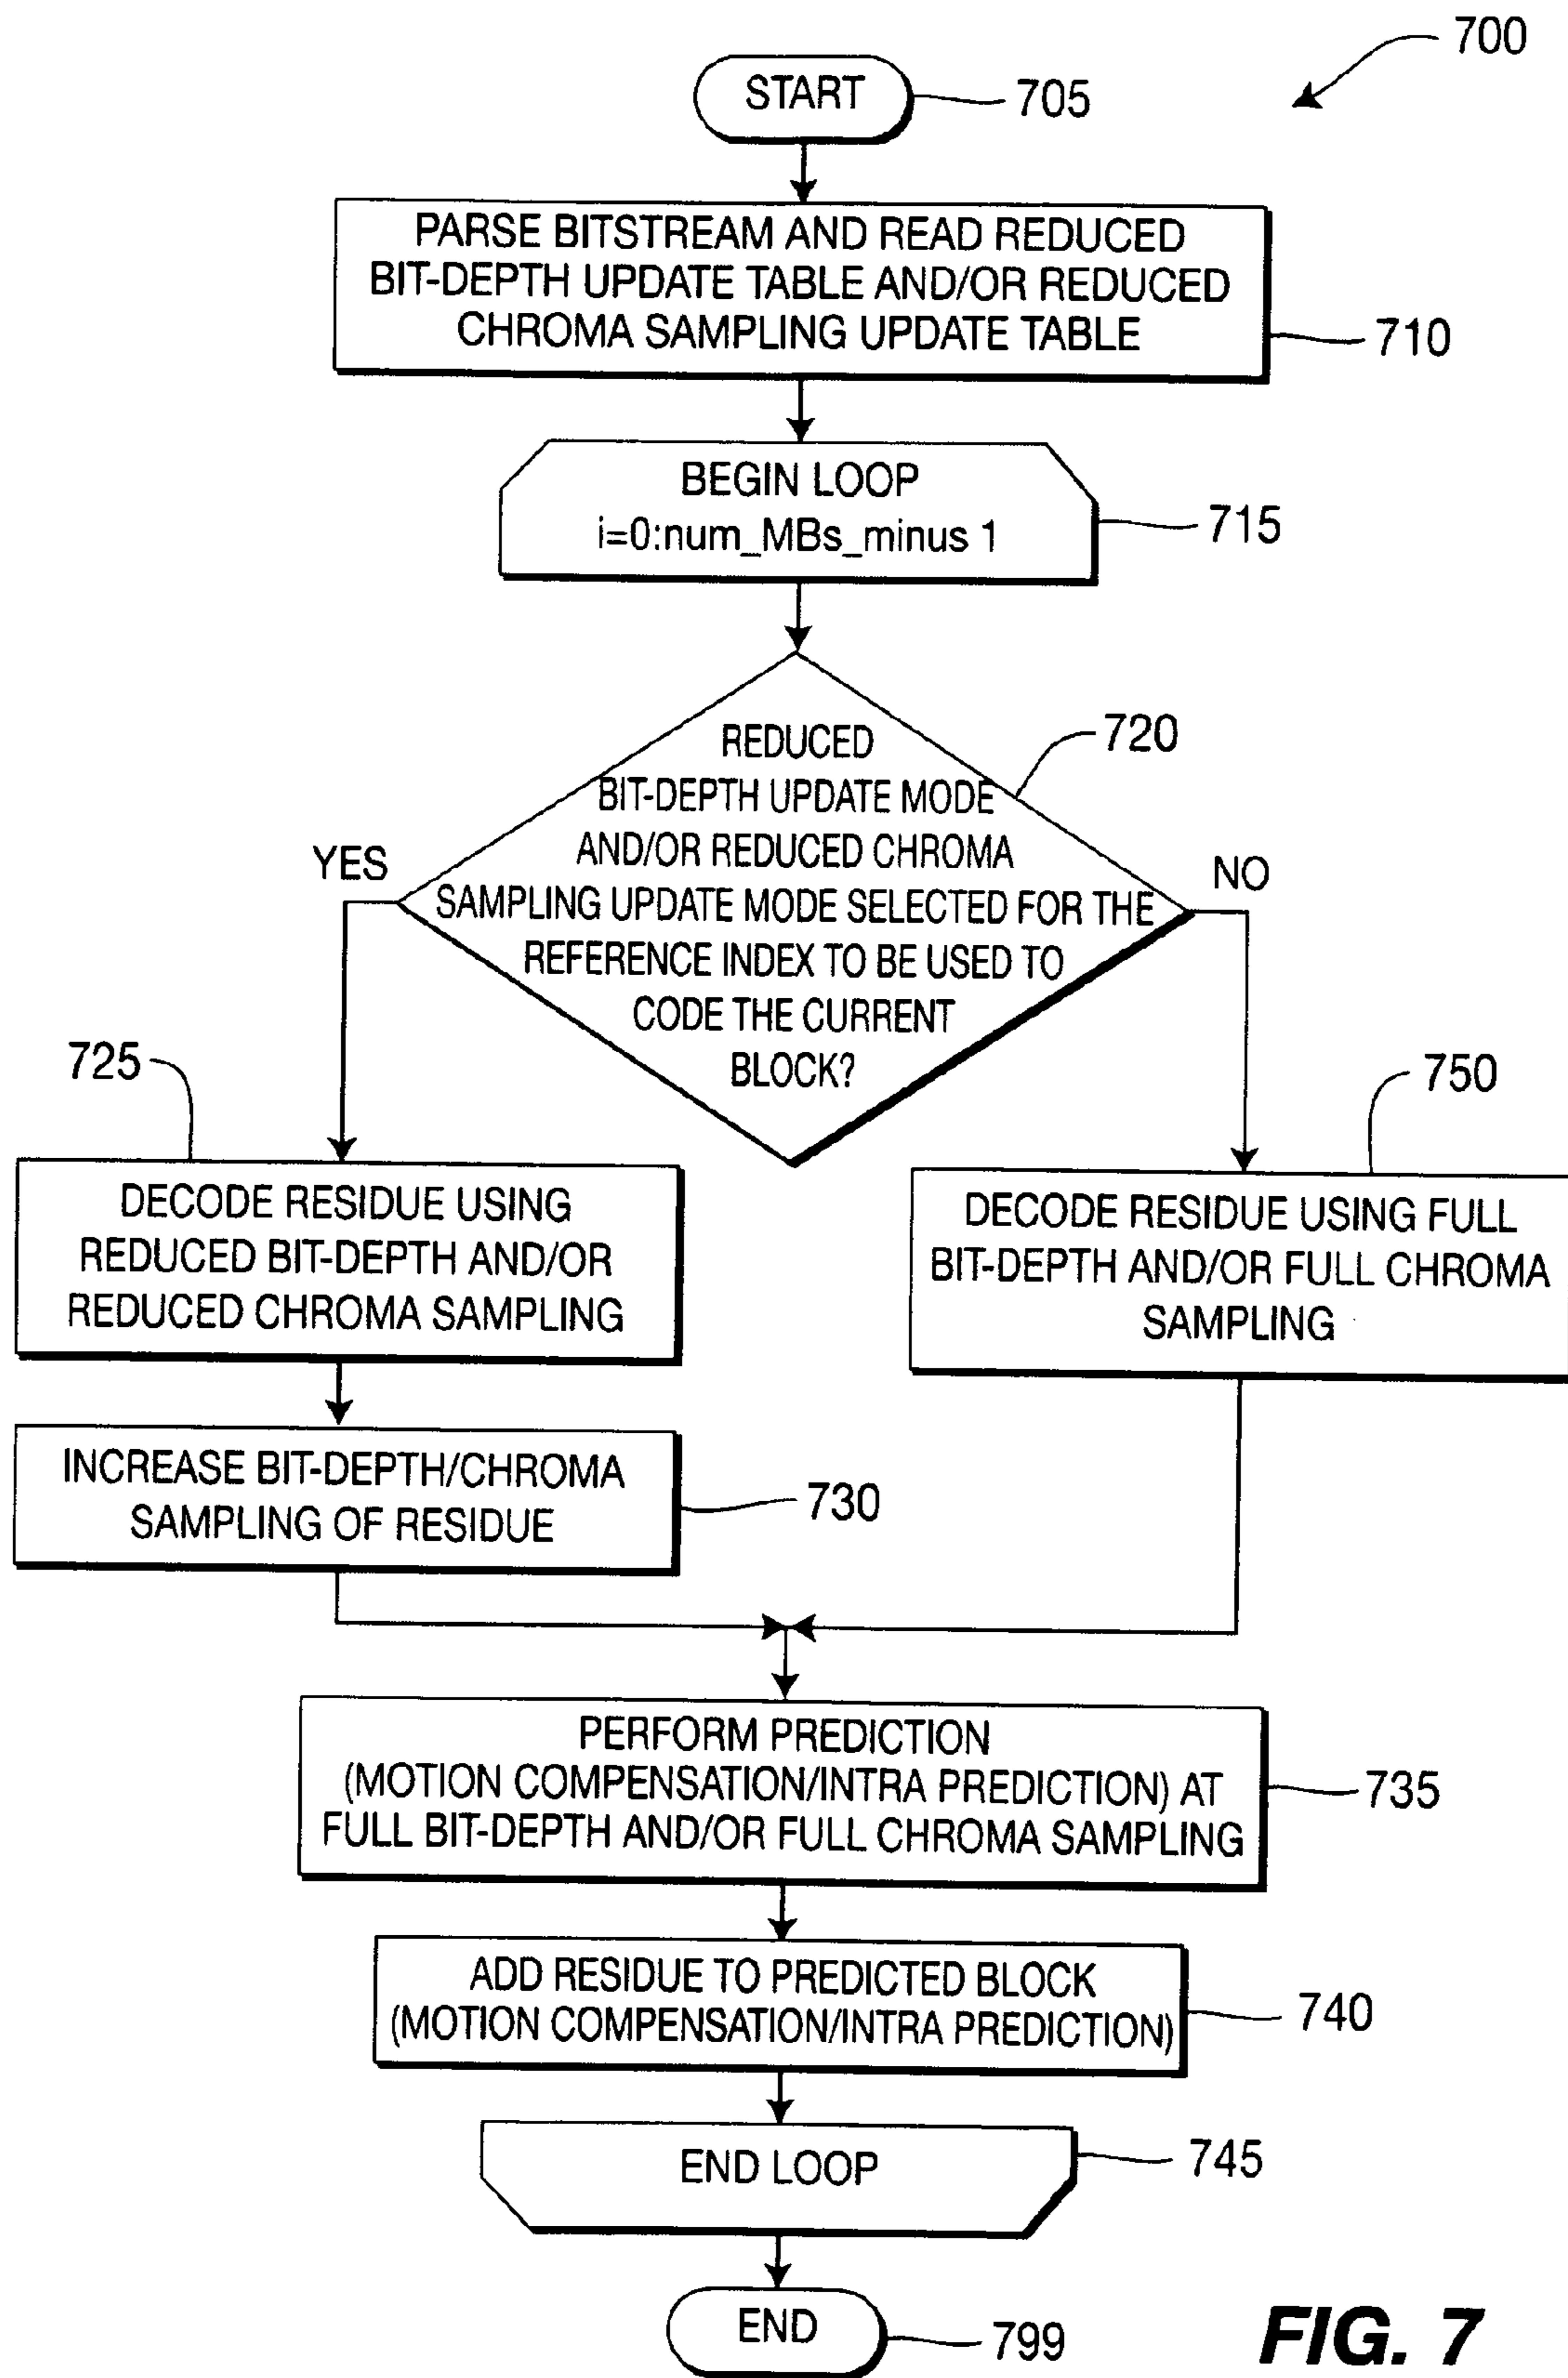 700
START
705
PARSE BITSTREAM AND READ REDUCED
BIT-DEPTH UPDATE TABLE AND/OR REDUCED
CHROMA SAMPLING UPDATE TABLE
710
BEGIN LOOP
i=0:num_MBs_minus 1
715
REDUCED
BIT-DEPTH UPDATE MODE
AND/OR REDUCED CHROMA
SAMPLING UPDATE MODE SELECTED FOR THE
REFERENCE INDEX TO BE USED TO
CODE THE CURRENT
BLOCK?
720
YES
NO
725
DECODE RESIDUE USING
REDUCED BIT-DEPTH AND/OR
REDUCED CHROMA SAMPLING
750
DECODE RESIDUE USING FULL
BIT-DEPTH AND/OR FULL CHROMA
SAMPLING
INCREASE BIT-DEPTH/CHROMA
SAMPLING OF RESIDUE
730
PERFORM PREDICTION
(MOTION COMPENSATION/INTRA PREDICTION) AT
FULL BIT-DEPTH AND/OR FULL CHROMA SAMPLING
735
ADD RESIDUE TO PREDICTED BLOCK
(MOTION COMPENSATION/INTRA PREDICTION)
740
END LOOP
745
END
799
FIG. 7